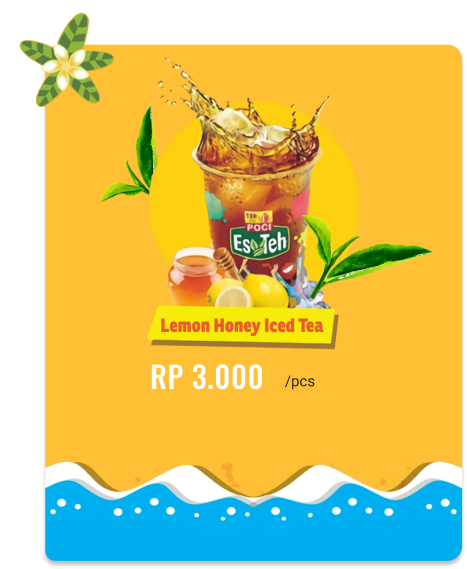 TEH
POCI
Es Teh
Lemon Honey Iced Tea
RP 3.000 /pcs